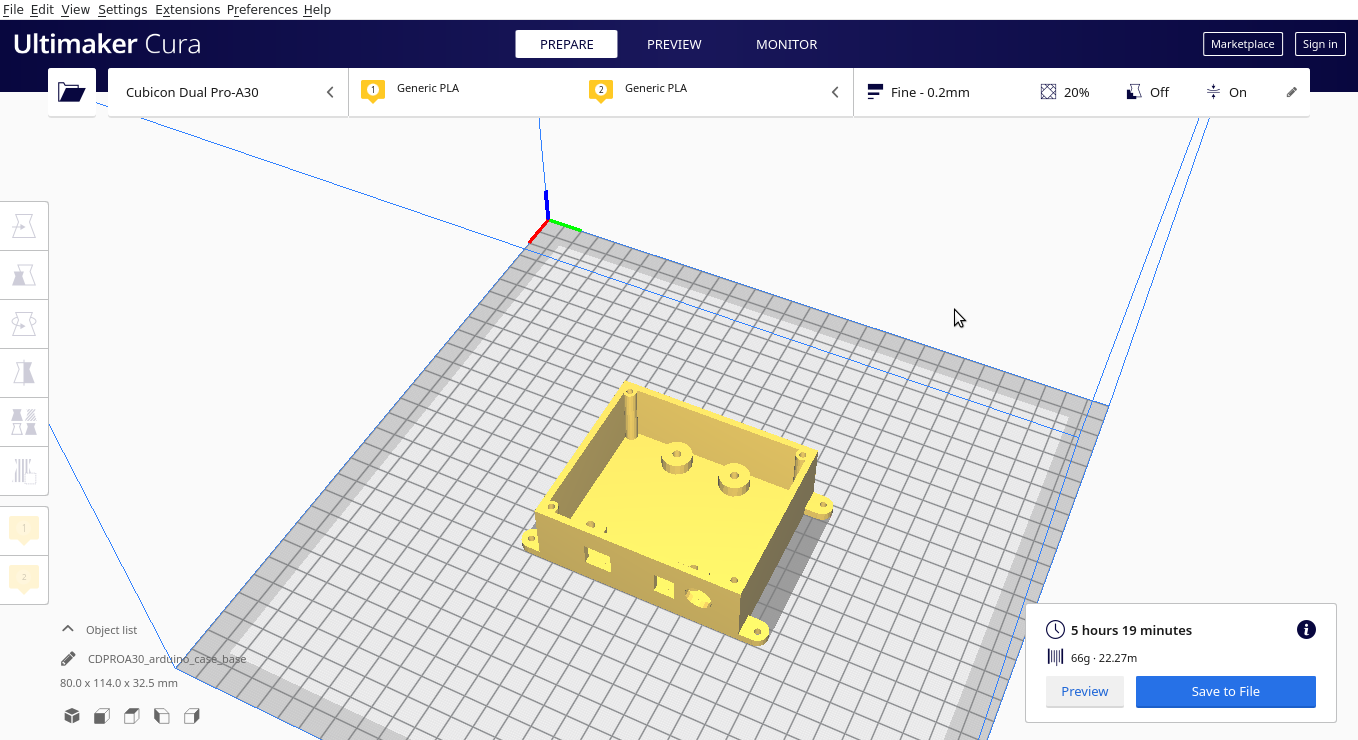 File Edit View Settings Extensions Preferences Help
Ultimaker Cura
PREPARE PREVIEW MONITOR
Marketplace Sign in
Cubicon Dual Pro-A30
1 Generic PLA
2 Generic PLA
Fine - 0.2mm
20%
Off
On
1
2
Object list
CDPROA30_arduino_case_base
80.0 x 114.0 x 32.5 mm
5 hours 19 minutes
66g · 22.27m
Preview Save to File